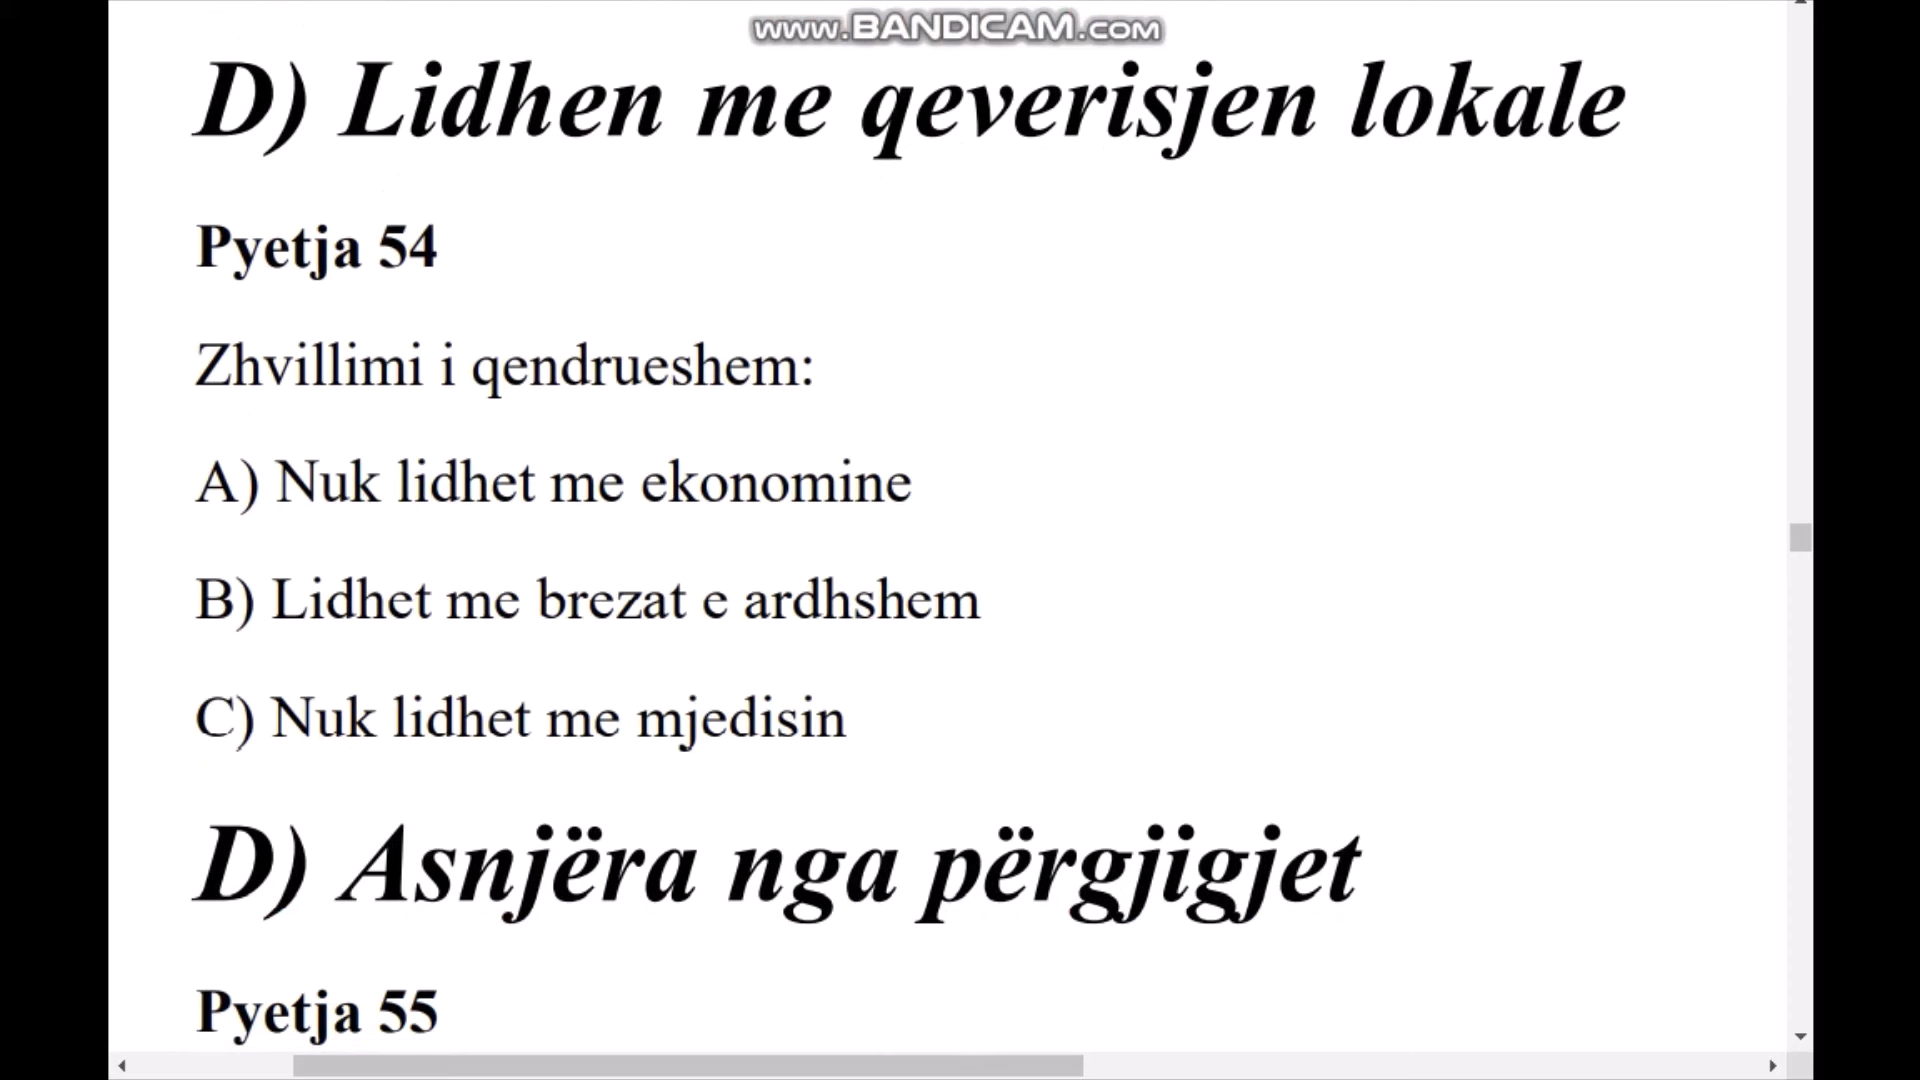 www.BANDICAM.com
D) Lidhen me qeverisjen lokale
Pyetja 54
Zhvillimi i qendrueshem:
A) Nuk lidhet me ekonomine
B) Lidhet me brezat e ardhshem
C) Nuk lidhet me mjedisin
D) Asnjëra nga përgjigjet
Pyetja 55